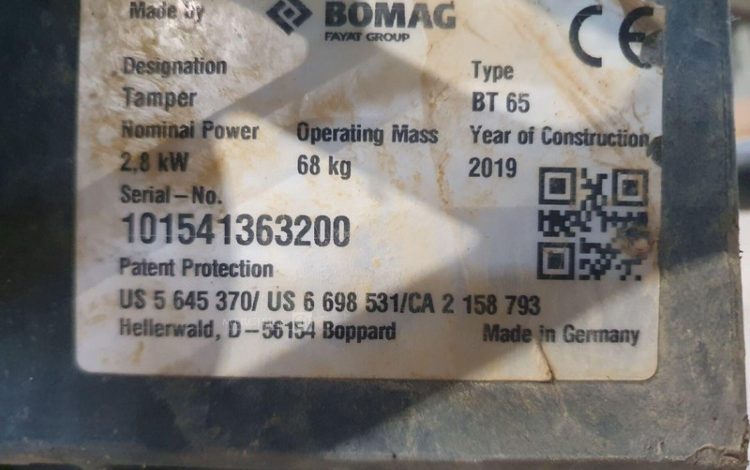 Made by BOMAG
FAYAT GROUP
CE
Designation Type
Tamper BT 65
Nominal Power Operating Mass Year of Construction
2,8 kW 68 kg 2019
Serial-No.
101541363200
Patent Protection
US 5 645 370/ US 6 698 531/CA 2 158 793
Hellerwald, D-56154 Boppard Made in Germany